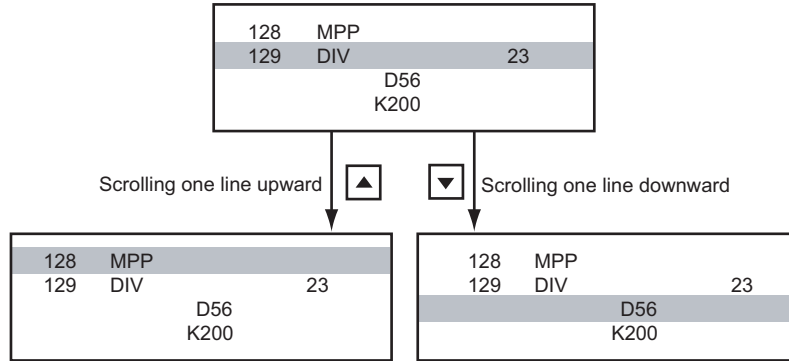 128 MPP
129 DIV 23
D56
K200
Scrolling one line upward ▲
▼ Scrolling one line downward
128 MPP
129 DIV 23
D56
K200
128 MPP
129 DIV 23
D56
K200